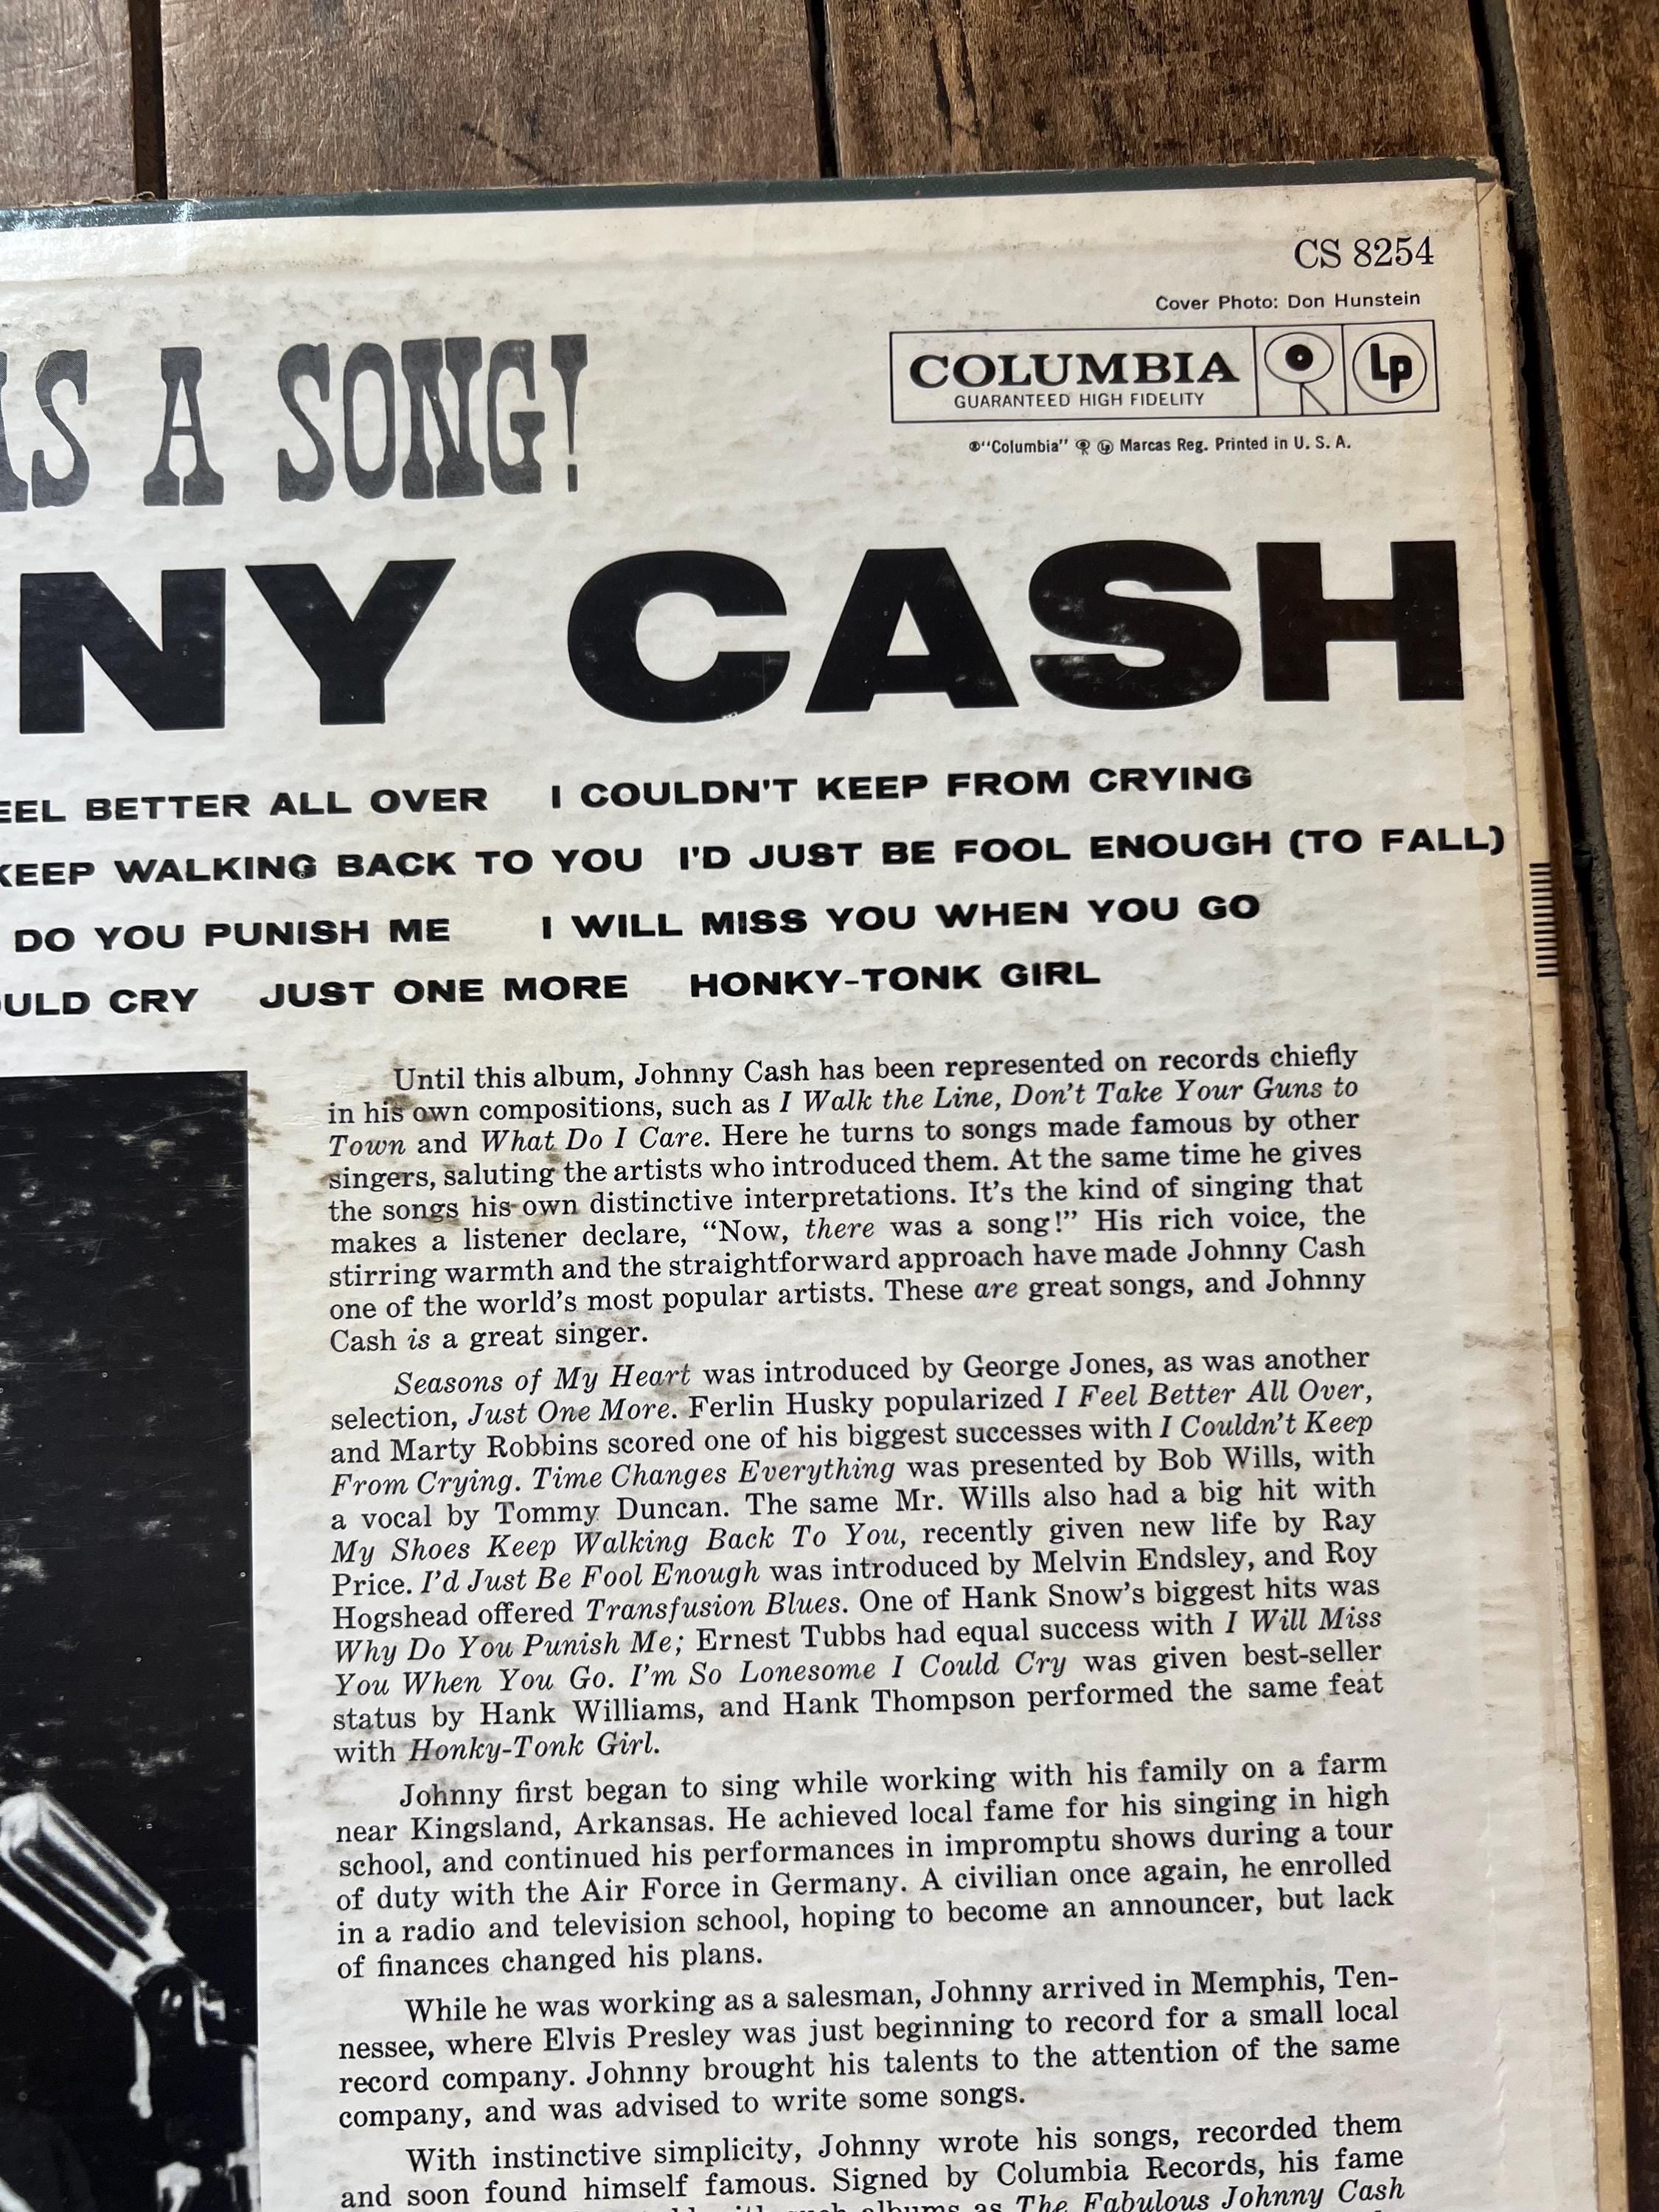 CS 8254
Cover Photo: Don Hunstein
COLUMBIA
GUARANTEED HIGH FIDELITY
Lp
®"Columbia" Lp Marcas Reg. Printed in U. S. A.
A SONG!
NY CASH
BETTER ALL OVER I COULDN'T KEEP FROM CRYING
KEEP WALKING BACK TO YOU I'D JUST BE FOOL ENOUGH (TO FALL)
DO YOU PUNISH ME I WILL MISS YOU WHEN YOU GO
CRY JUST ONE MORE HONKY-TONK GIRL
Until this album, Johnny Cash has been represented on records chiefly
in his own compositions, such as I Walk the Line, Don't Take Your Guns to
Town and What Do I Care. Here he turns to songs made famous by other
singers, saluting the artists who introduced them. At the same time he gives
the songs his own distinctive interpretations. It's the kind of singing that
makes a listener declare, "Now, there was a song!" His rich voice, the
stirring warmth and the straightforward approach have made Johnny Cash
one of the world's most popular artists. These are great songs, and Johnny
Cash is a great singer.
Seasons of My Heart was introduced by George Jones, as was another
selection, Just One More. Ferlin Husky popularized I Feel Better All Over,
and Marty Robbins scored one of his biggest successes with I Couldn't Keep
From Crying. Time Changes Everything was presented by Bob Wills, with
a vocal by Tommy Duncan. The same Mr. Wills also had a big hit with
My Shoes Keep Walking Back To You, recently given new life by Ray
Price. I'd Just Be Fool Enough was introduced by Melvin Endsley, and Roy
Hogshead offered Transfusion Blues. One of Hank Snow's biggest hits was
Why Do You Punish Me; Ernest Tubbs had equal success with I Will Miss
You When You Go. I'm So Lonesome I Could Cry was given best-seller
status by Hank Williams, and Hank Thompson performed the same feat
with Honky-Tonk Girl.
Johnny first began to sing while working with his family on a farm
near Kingsland, Arkansas. He achieved local fame for his singing in high
school, and continued his performances in impromptu shows during a tour
of duty with the Air Force in Germany. A civilian once again, he enrolled
in a radio and television school, hoping to become an announcer, but lack
of finances changed his plans.
While he was working as a salesman, Johnny arrived in Memphis, Ten-
nessee, where Elvis Presley was just beginning to record for a small local
record company. Johnny brought his talents to the attention of the same
company, and was advised to write some songs.
With instinctive simplicity, Johnny wrote his songs, recorded them
and soon found himself famous. Signed by Columbia Records, his fame
albums as The Fabulous Johnny Cash